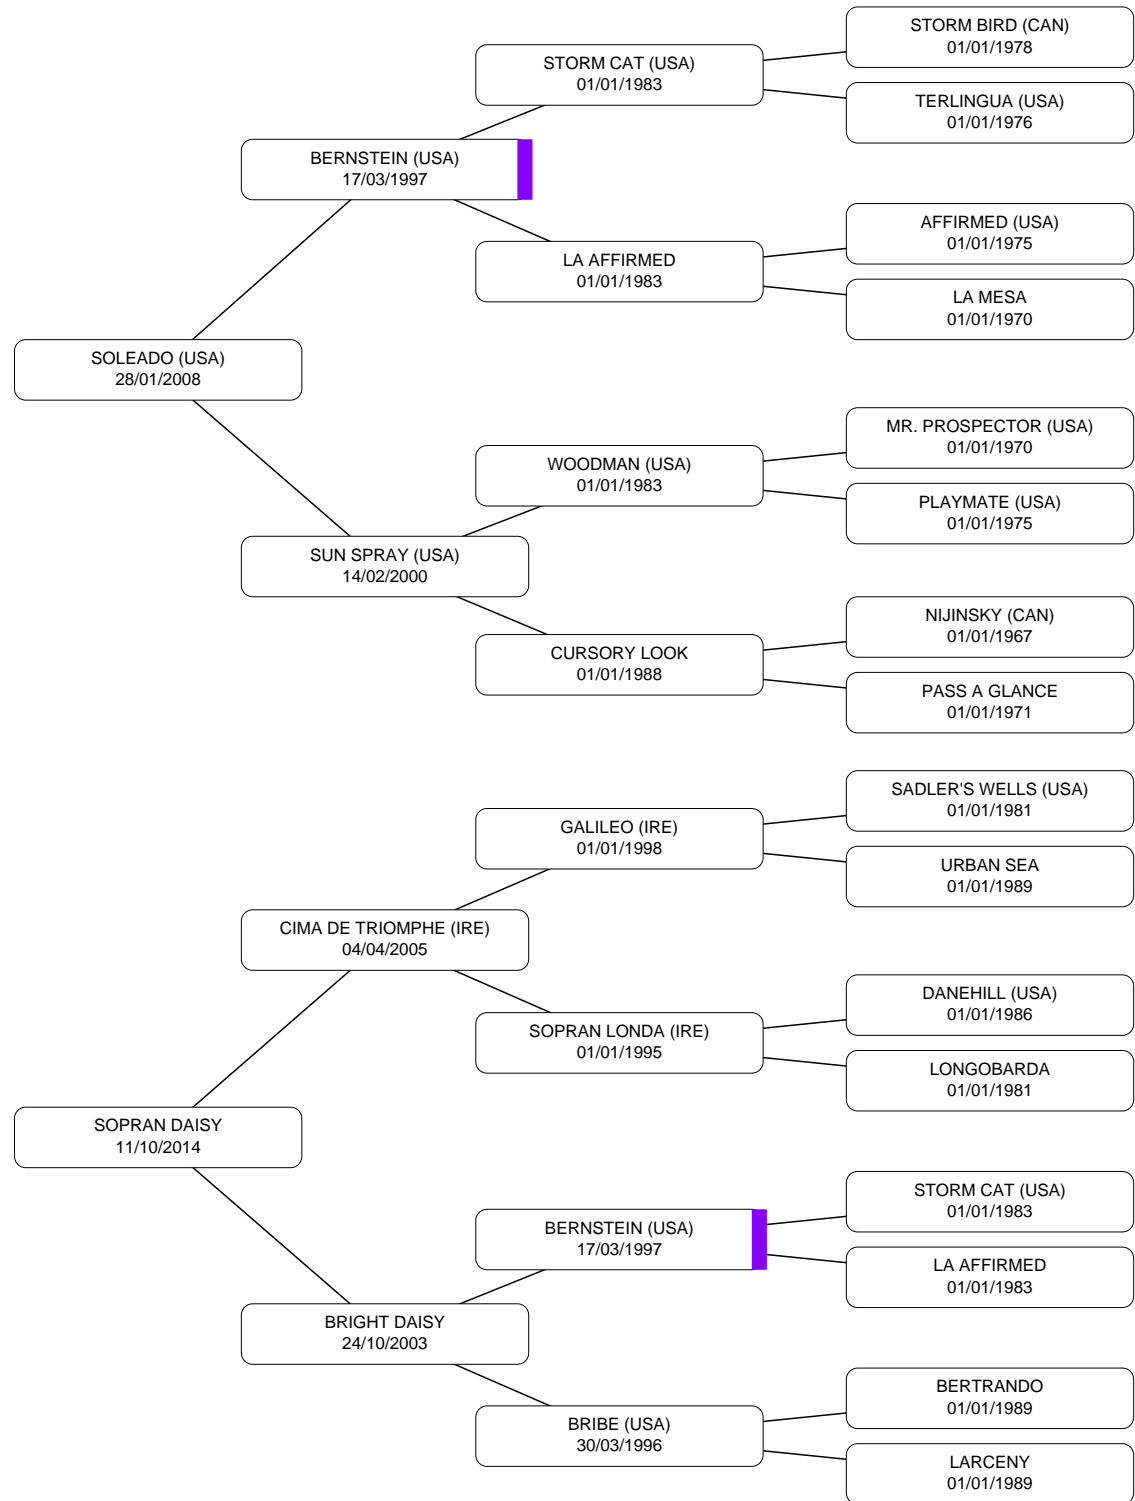 STORM BIRD (CAN)
01/01/1978
STORM CAT (USA)
01/01/1983
TERLINGUA (USA)
01/01/1976
BERNSTEIN (USA)
17/03/1997
AFFIRMED (USA)
01/01/1975
LA AFFIRMED
01/01/1983
LA MESA
01/01/1970
SOLEADO (USA)
28/01/2008
MR. PROSPECTOR (USA)
01/01/1970
WOODMAN (USA)
01/01/1983
PLAYMATE (USA)
01/01/1975
SUN SPRAY (USA)
14/02/2000
NIJINSKY (CAN)
01/01/1967
CURSORY LOOK
01/01/1988
PASS A GLANCE
01/01/1971
SADLER'S WELLS (USA)
01/01/1981
GALILEO (IRE)
01/01/1998
URBAN SEA
01/01/1989
CIMA DE TRIOMPHE (IRE)
04/04/2005
DANEHILL (USA)
01/01/1986
SOPRAN LONDA (IRE)
01/01/1995
LONGOBARDA
01/01/1981
SOPRAN DAISY
11/10/2014
STORM CAT (USA)
01/01/1983
BERNSTEIN (USA)
17/03/1997
LA AFFIRMED
01/01/1983
BRIGHT DAISY
24/10/2003
BERTRANDO
01/01/1989
BRIBE (USA)
30/03/1996
LARCENY
01/01/1989